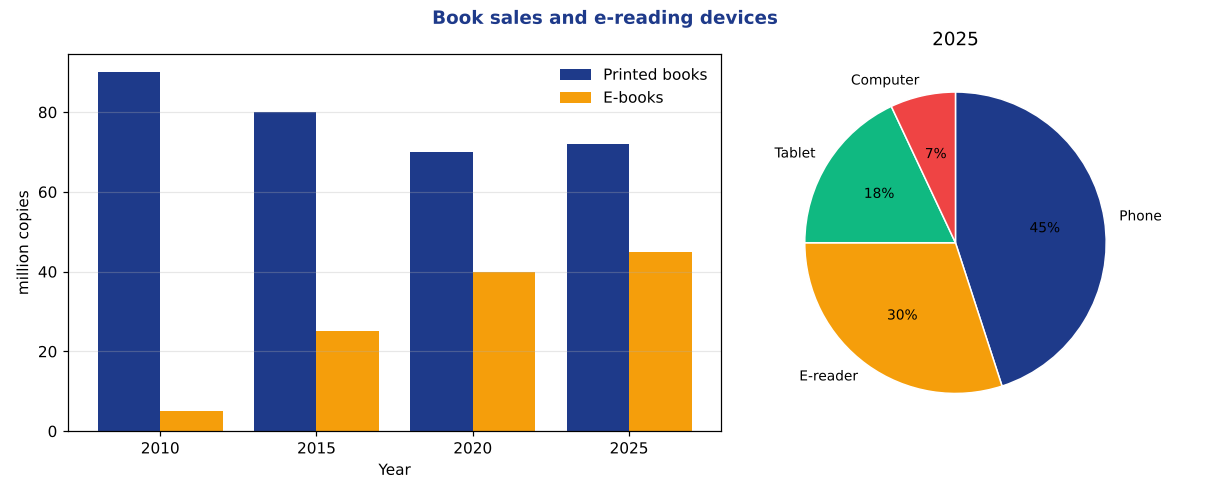 Book sales and e-reading devices
Printed books
E-books
80
60
40
20
0
million copies
2010 2015 2020 2025
Year
2025
Computer
Tablet
Phone
E-reader
7%
18%
45%
30%